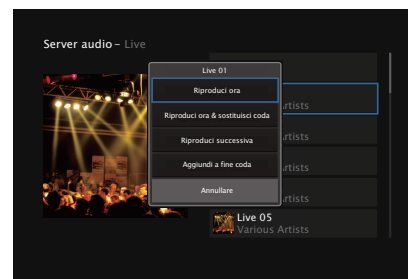 Server audio – Live
Live 01
Riproduci ora
Riproduci ora & sostituisci coda
Riproduci successiva
Aggiungi a fine coda
Annullare
Artists
Artists
Artists
Artists
Live 05
Various Artists